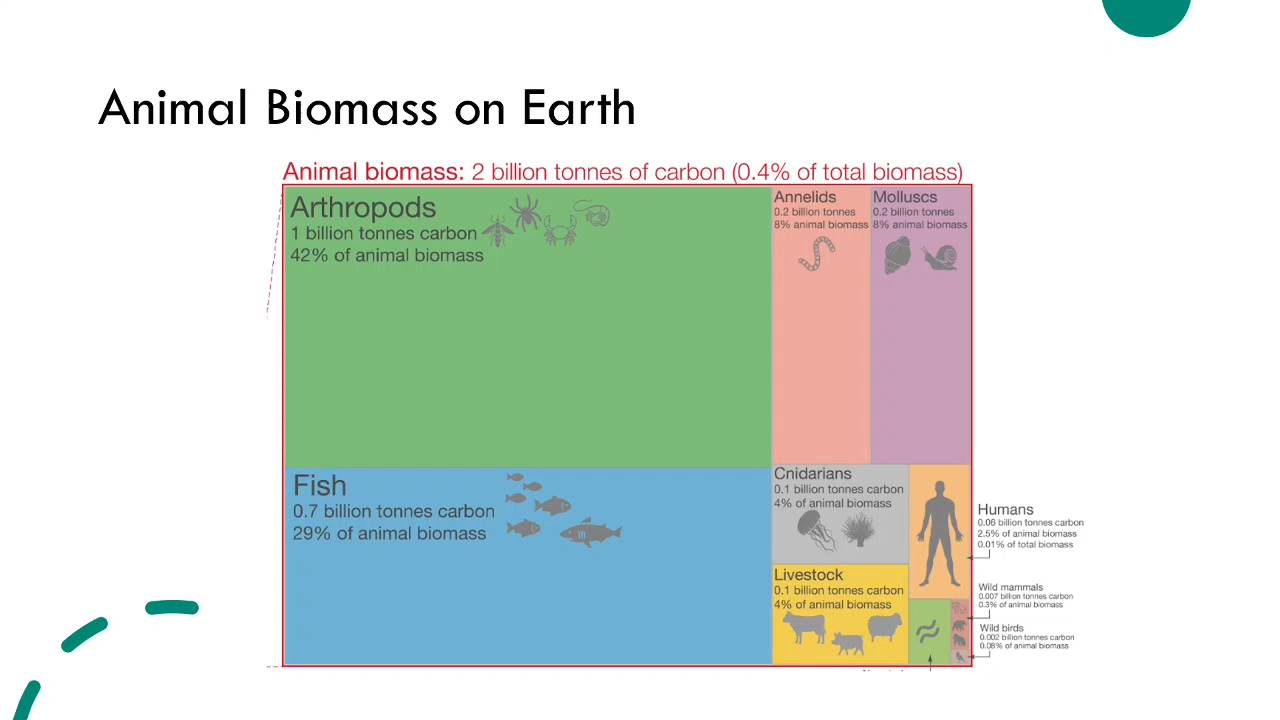 Animal Biomass on Earth
Animal biomass: 2 billion tonnes of carbon (0.4% of total biomass)
Arthropods
1 billion tonnes carbon
42% of animal biomass
Annelids
0.2 billion tonnes
8% animal biomass
Molluscs
0.2 billion tonnes
8% animal biomass
Fish
0.7 billion tonnes carbon
29% of animal biomass
Cnidarians
0.1 billion tonnes carbon
4% of animal biomass
Livestock
0.1 billion tonnes carbon
4% of animal biomass
Humans
0.06 billion tonnes carbon
2.5% of animal biomass
0.01% of total biomass
Wild mammals
0.007 billion tonnes carbon
0.3% of animal biomass
Wild birds
0.002 billion tonnes carbon
0.08% of animal biomass